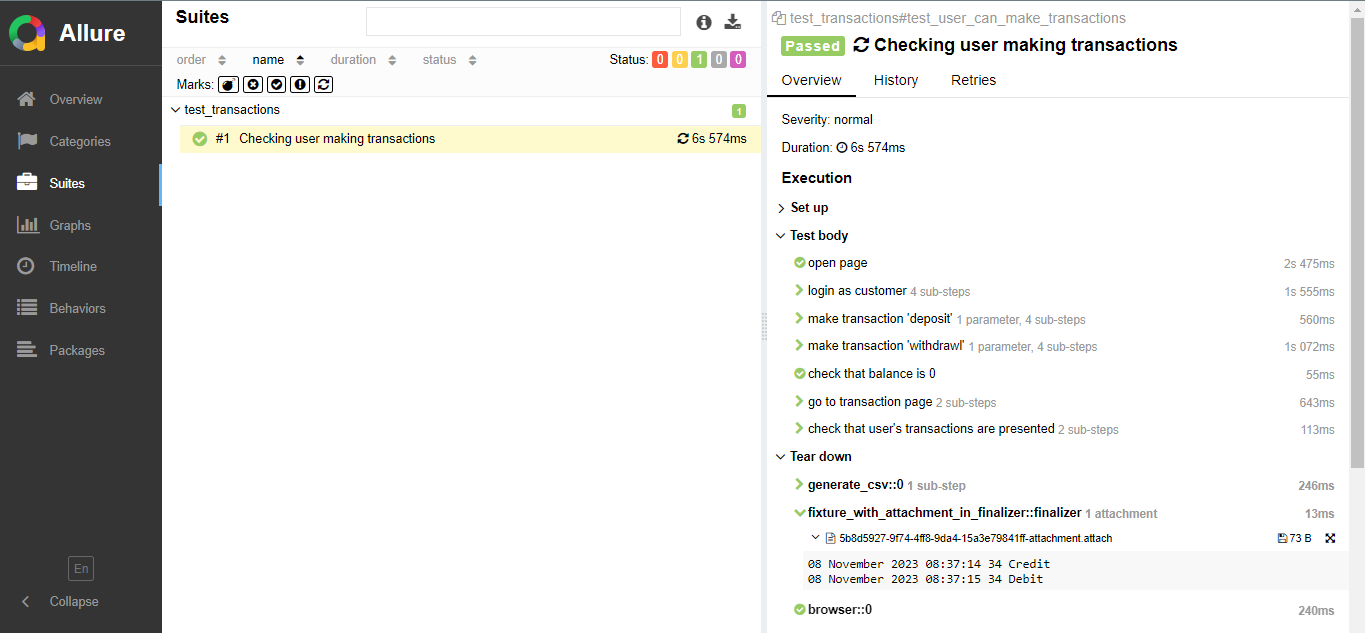 Allure
Overview
Categories
Suites
Graphs
Timeline
Behaviors
Packages
En
Collapse
Suites
order name duration status Status: 0 0 1 0 0
Marks:
test_transactions 1
#1 Checking user making transactions 6s 574ms
test_transactions#test_user_can_make_transactions
Passed Checking user making transactions
Overview History Retries
Severity: normal
Duration: 6s 574ms
Execution
Set up
Test body
open page 2s 475ms
login as customer 4 sub-steps 1s 555ms
make transaction 'deposit' 1 parameter, 4 sub-steps 560ms
make transaction 'withdrawl' 1 parameter, 4 sub-steps 1s 072ms
check that balance is 0 55ms
go to transaction page 2 sub-steps 643ms
check that user's transactions are presented 2 sub-steps 113ms
Tear down
generate_csv::0 1 sub-step 246ms
fixture_with_attachment_in_finalizer::finalizer 1 attachment 13ms
5b8d5927-9f74-4ff8-9da4-15a3e79841ff-attachment.attach 73 B
08 November 2023 08:37:14 34 Credit
08 November 2023 08:37:15 34 Debit
browser::0 240ms